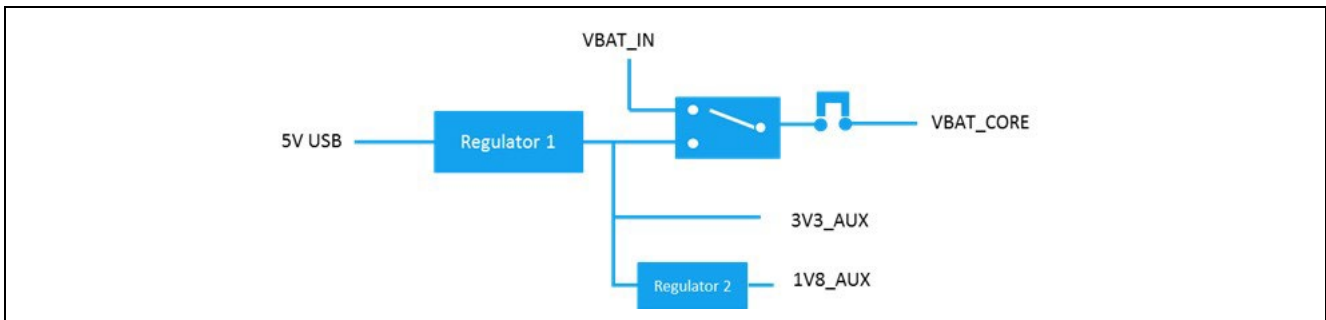 VBAT_IN
5V USB
Regulator 1
VBAT_CORE
3V3_AUX
Regulator 2
1V8_AUX